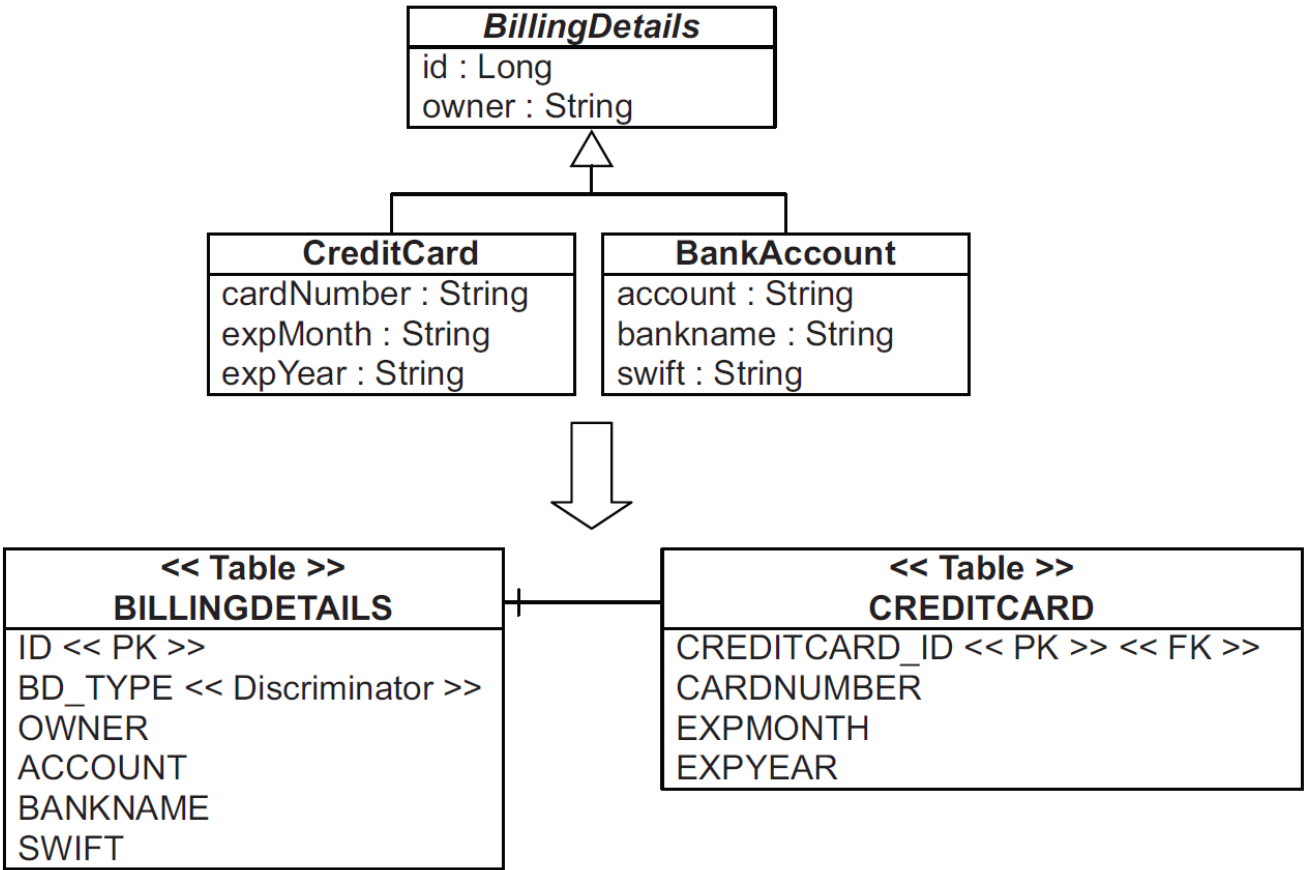 BillingDetails
id : Long
owner : String
CreditCard
cardNumber : String
expMonth : String
expYear : String
BankAccount
account : String
bankname : String
swift : String
<< Table >>
BILLINGDETAILS
ID << PK >>
BD_TYPE << Discriminator >>
OWNER
ACCOUNT
BANKNAME
SWIFT
<< Table >>
CREDITCARD
CREDITCARD_ID << PK >> << FK >>
CARDNUMBER
EXPMONTH
EXPYEAR